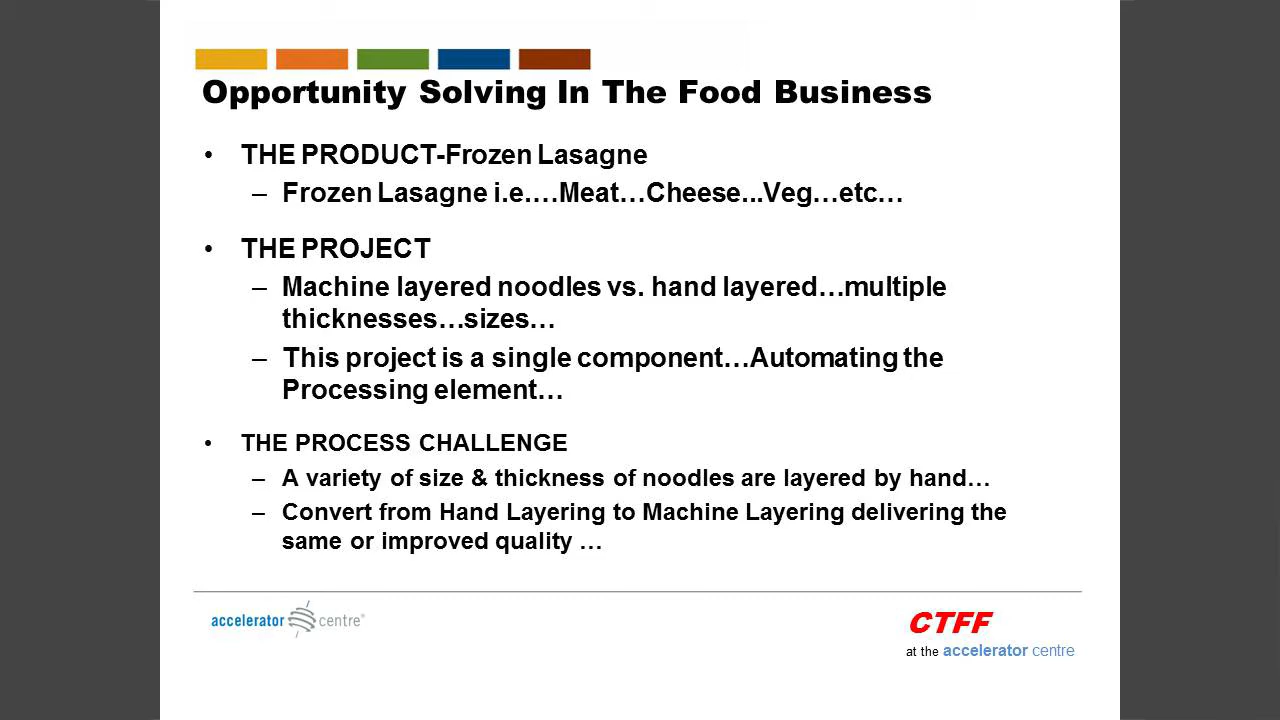 Opportunity Solving In The Food Business
• THE PRODUCT-Frozen Lasagne
– Frozen Lasagne i.e.…Meat…Cheese...Veg…etc…
• THE PROJECT
– Machine layered noodles vs. hand layered…multiple
thicknesses…sizes…
– This project is a single component…Automating the
Processing element…
• THE PROCESS CHALLENGE
– A variety of size & thickness of noodles are layered by hand…
– Convert from Hand Layering to Machine Layering delivering the
same or improved quality …
accelerator centre®
CTFF
at the accelerator centre